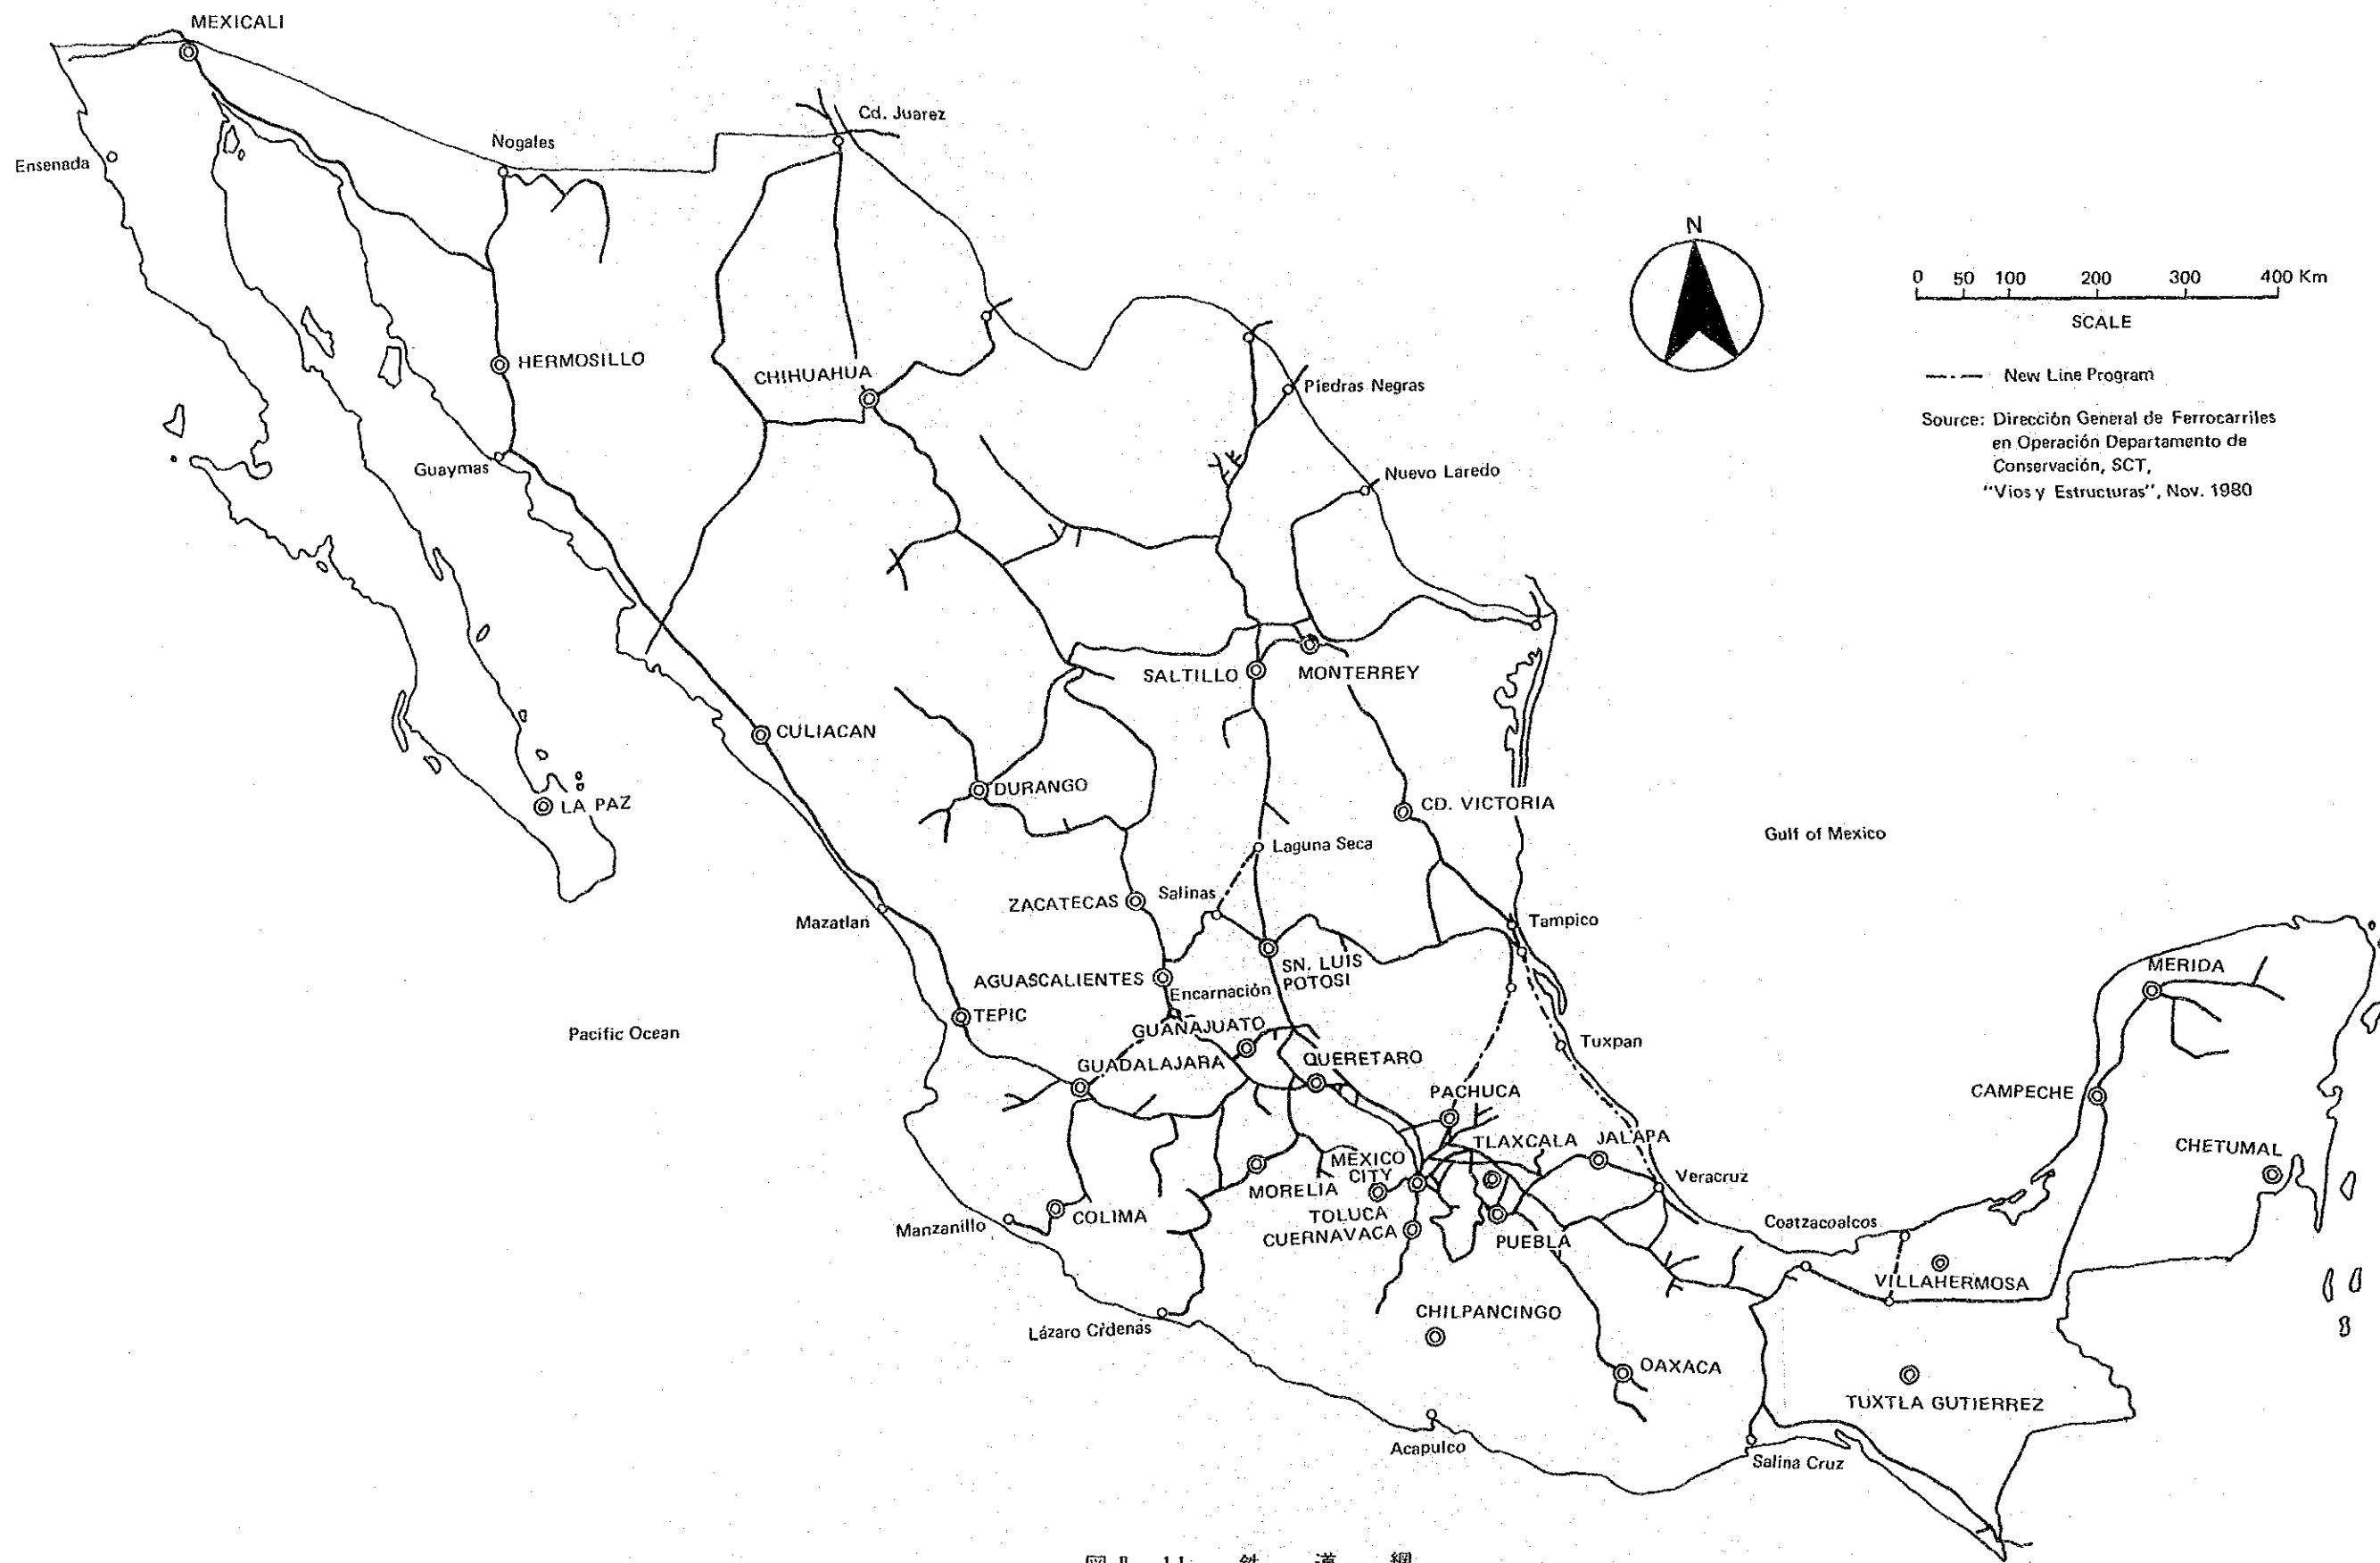 MEXICALI
Cd. Juarez
Nogales
Ensenada
N
0 50 100 200 300 400 Km
SCALE
HERMOSILLO
CHIHUAHUA
New Line Program
Piedras Negras
Source: Dirección General de Ferrocarriles
en Operación Departamento de
Conservación, SCT,
"Vios y Estructuras", Nov. 1980
Guaymas
Nuevo Laredo
SALTILLO
MONTERREY
CULIACAN
DURANGO
LA PAZ
CD. VICTORIA
Gulf of Mexico
Laguna Seca
ZACATECAS
Salinas
Mazatlan
Tampico
SN. LUIS
POTOSI
AGUASCALIENTES
Encarnación
MERIDA
TEPIC
GUANAJUATO
Pacific Ocean
Tuxpan
GUADALAJARA
QUERETARO
PACHUCA
CAMPECHE
TLAXCALA
JALAPA
CHETUMAL
MEXICO
CITY
MORELIA
Veracruz
TOLUCA
COLIMA
Manzanillo
CUERNAVACA
PUEBLA
Coatzacoalcos
VILLAHERMOSA
CHILPANCINGO
Lázaro Crdenas
OAXACA
TUXTLA GUTIERREZ
Acapulco
Salina Cruz
鉄 道 網